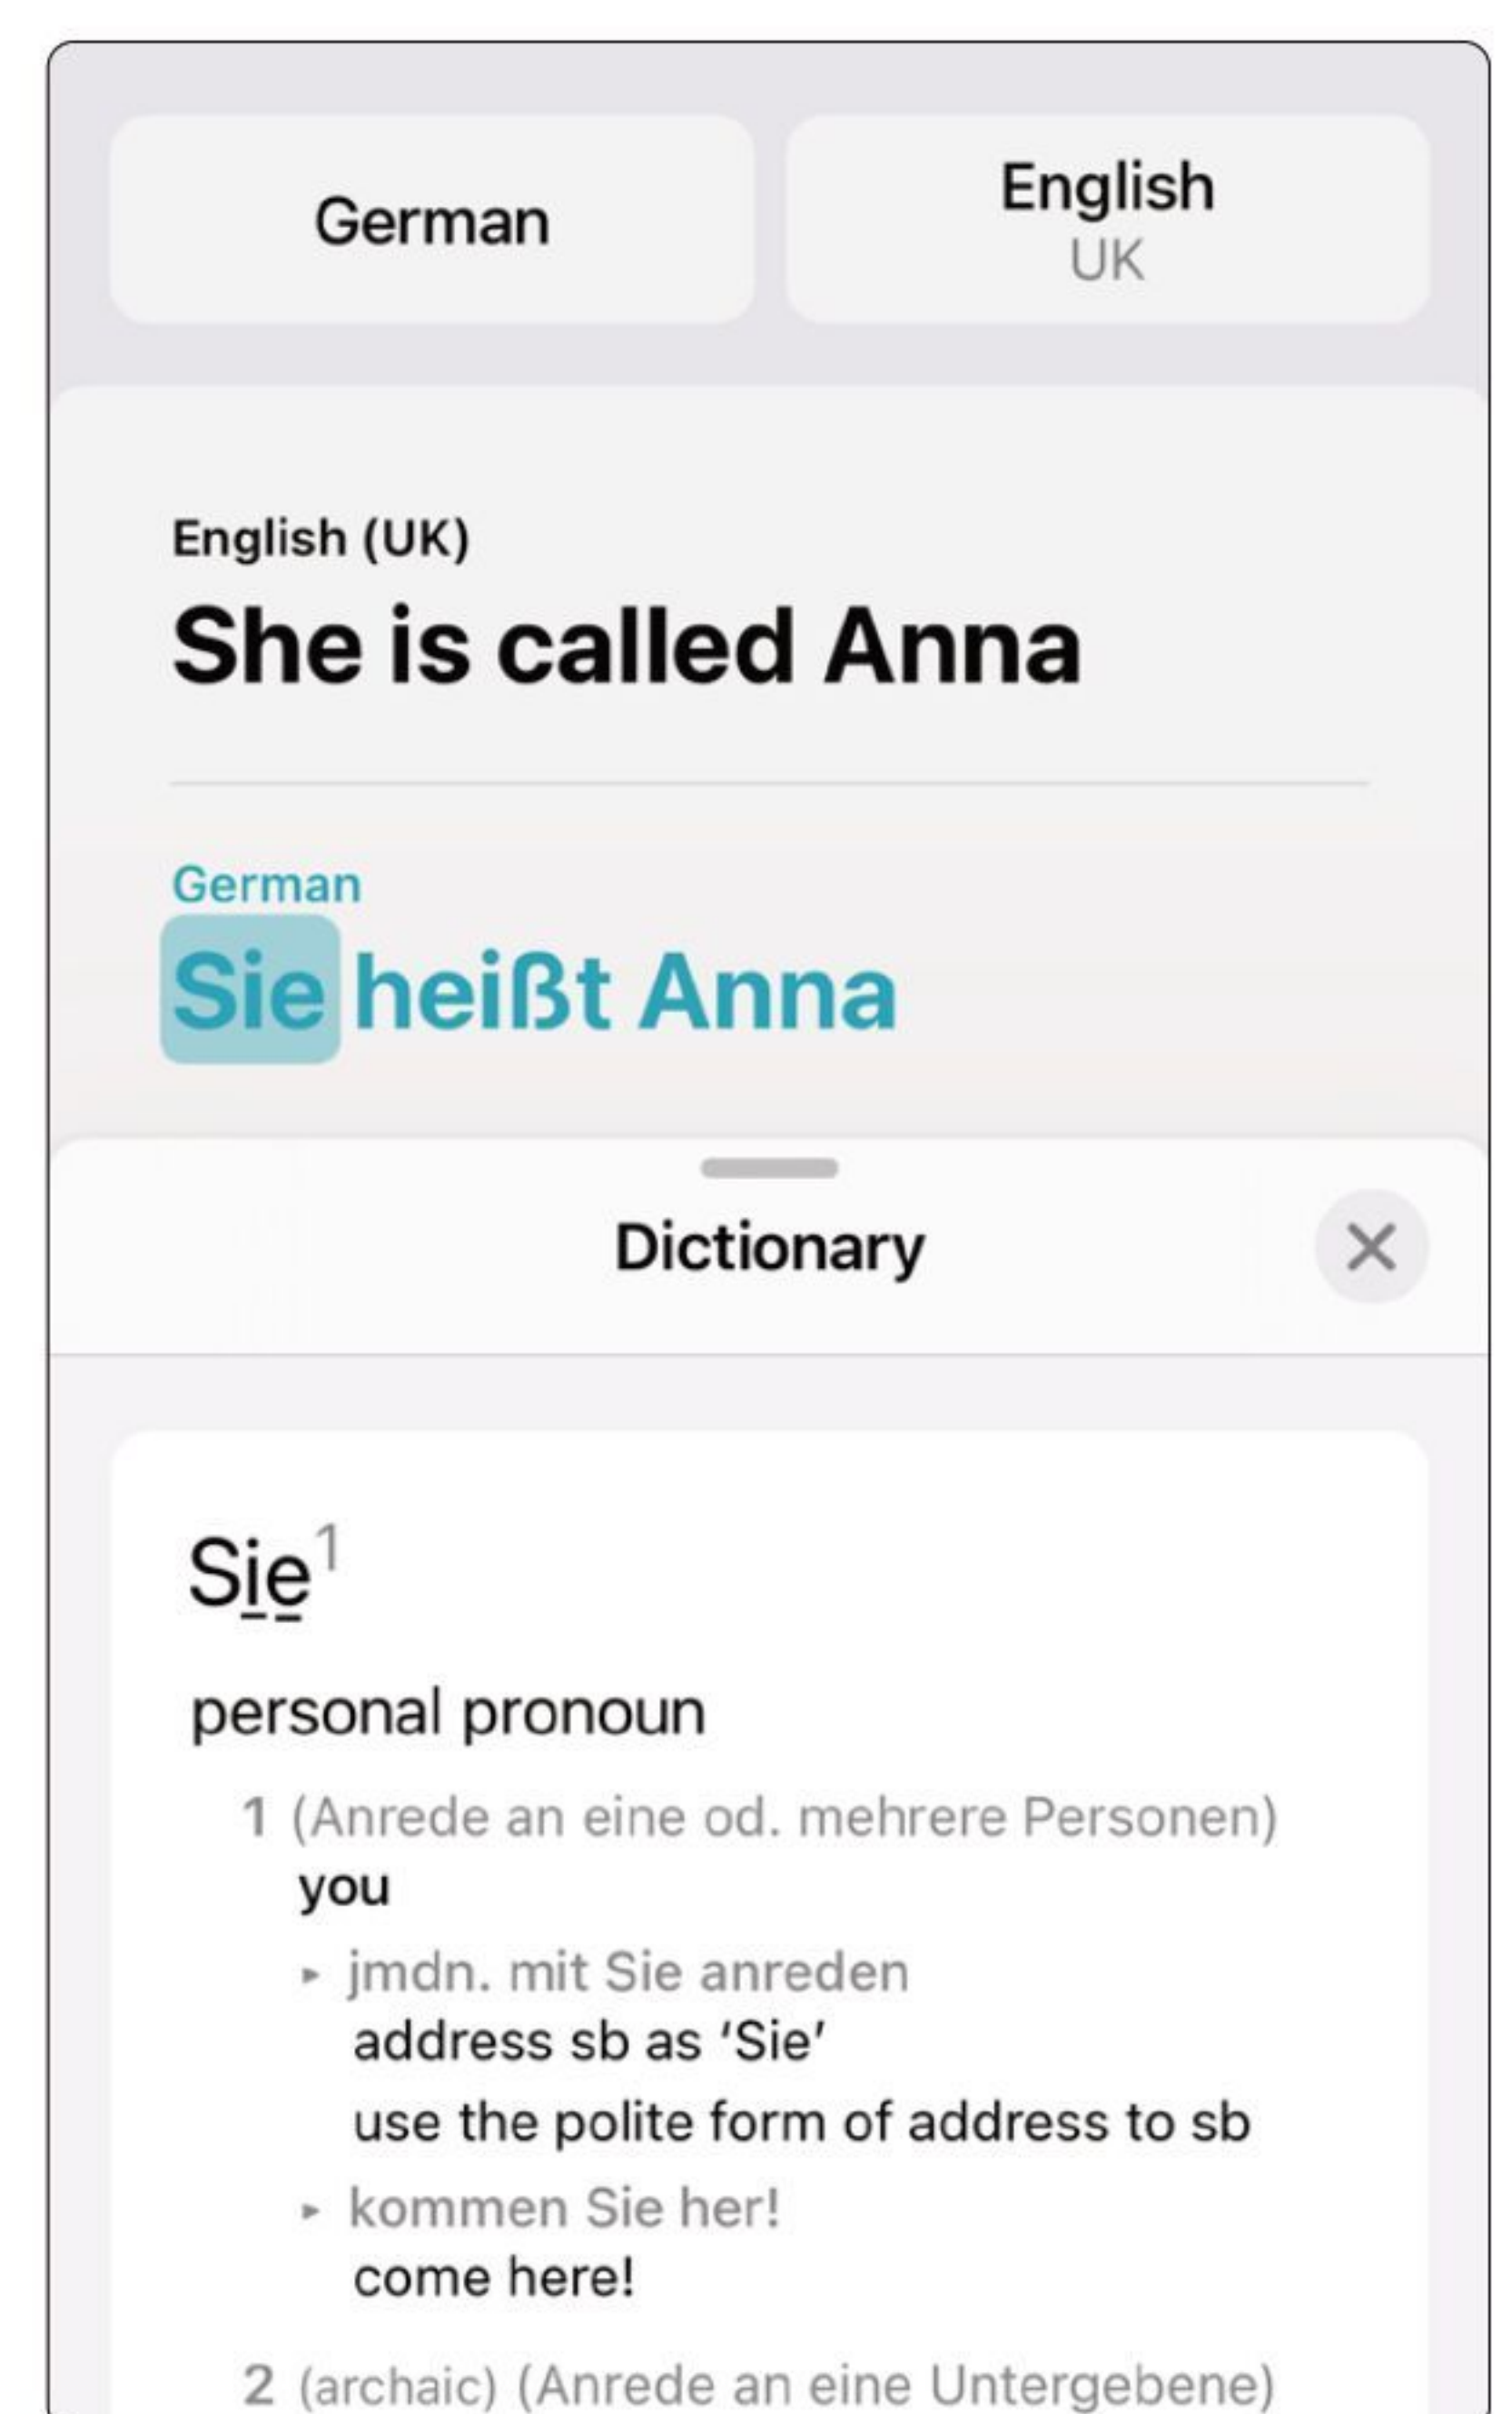 German
English
UK
English (UK)
She is called Anna
German
Sie heißt Anna
Dictionary
Sie¹
personal pronoun
1 (Anrede an eine od. mehrere Personen)
you
▸ jmdn. mit Sie anreden
address sb as ‘Sie’
use the polite form of address to sb
▸ kommen Sie her!
come here!
2 (archaic) (Anrede an eine Untergebene)